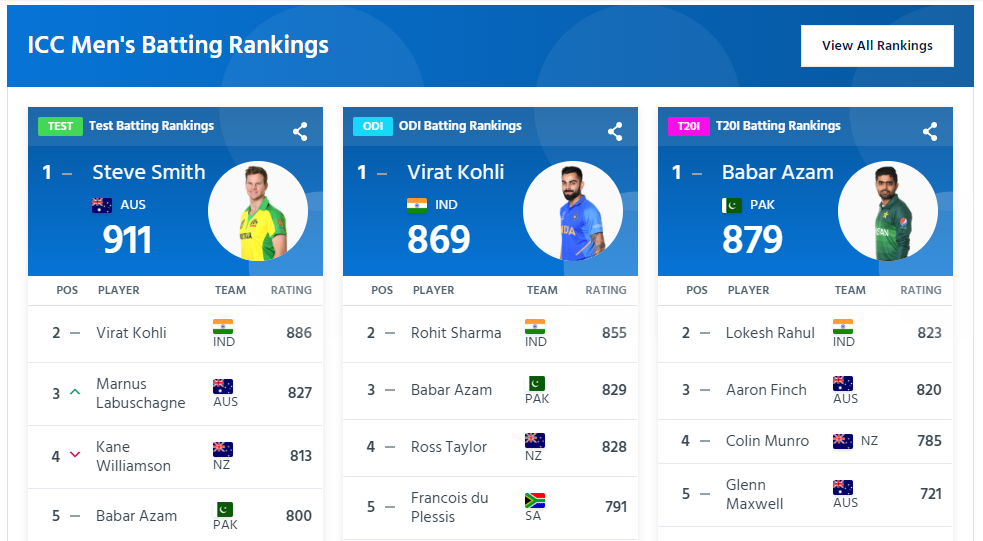 ICC Men's Batting Rankings
View All Rankings
TEST Test Batting Rankings
1 – Steve Smith
AUS
911
POS PLAYER TEAM RATING
2 – Virat Kohli IND 886
3 Marnus
Labuschagne AUS 827
4 Kane
Williamson NZ 813
5 – Babar Azam PAK 800
ODI ODI Batting Rankings
1 – Virat Kohli
IND
869
POS PLAYER TEAM RATING
2 – Rohit Sharma IND 855
3 – Babar Azam PAK 829
4 – Ross Taylor NZ 828
5 – Francois du
Plessis SA 791
T20I T20I Batting Rankings
1 – Babar Azam
PAK
879
POS PLAYER TEAM RATING
2 – Lokesh Rahul IND 823
3 – Aaron Finch AUS 820
4 – Colin Munro NZ 785
5 – Glenn
Maxwell AUS 721